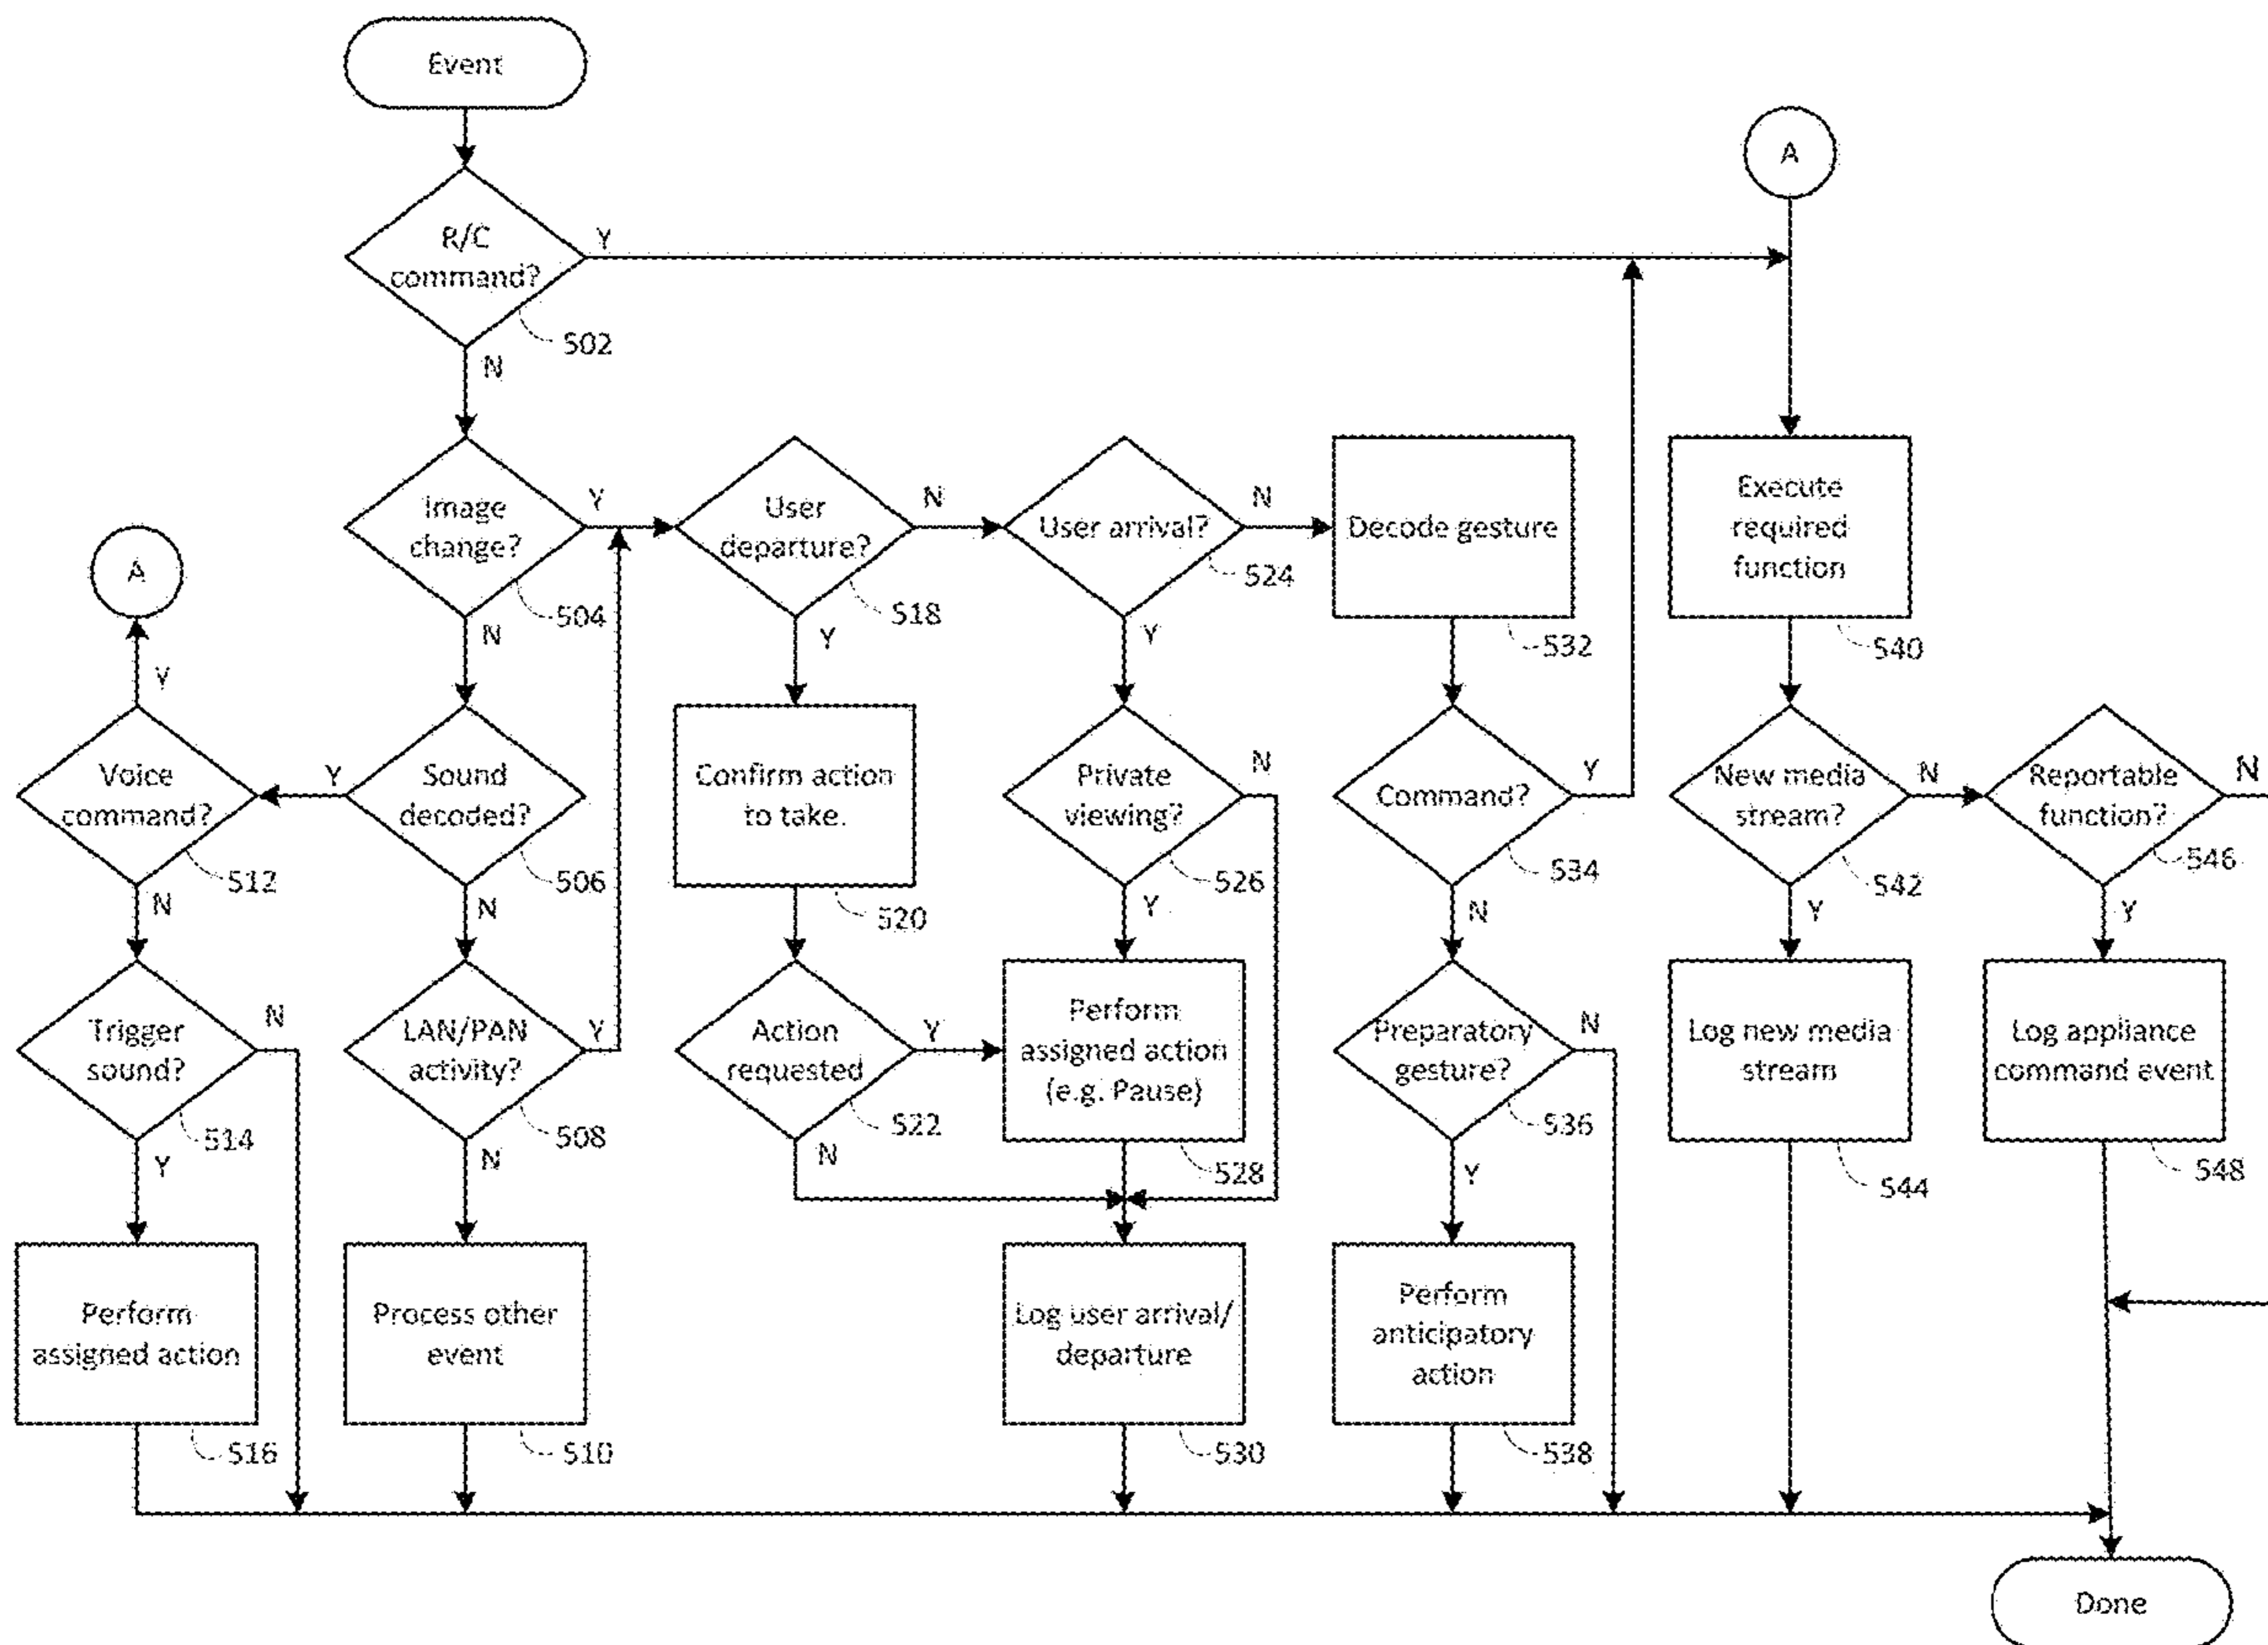 Event
A
R/C
command?
Y
502
N
Image
change?
Y
504
N
User
departure?
N
518
Y
User arrival?
N
524
Y
Decode gesture
532
Execute
required
function
540
A
Y
Voice
command?
512
N
Y
Sound
decoded?
506
N
Confirm action
to take.
520
Private
viewing?
N
526
Y
Command?
Y
534
N
New media
stream?
N
542
Y
Reportable
function?
N
546
Y
Trigger
sound?
N
514
Y
LAN/PAN
activity?
Y
508
N
Action
requested
Y
522
N
Perform
assigned action
(e.g. Pause)
528
Preparatory
gesture?
N
536
Y
Log new media
stream
544
Log appliance
command event
548
Perform
assigned action
516
Process other
event
510
Log user arrival/
departure
530
Perform
anticipatory
action
538
Done